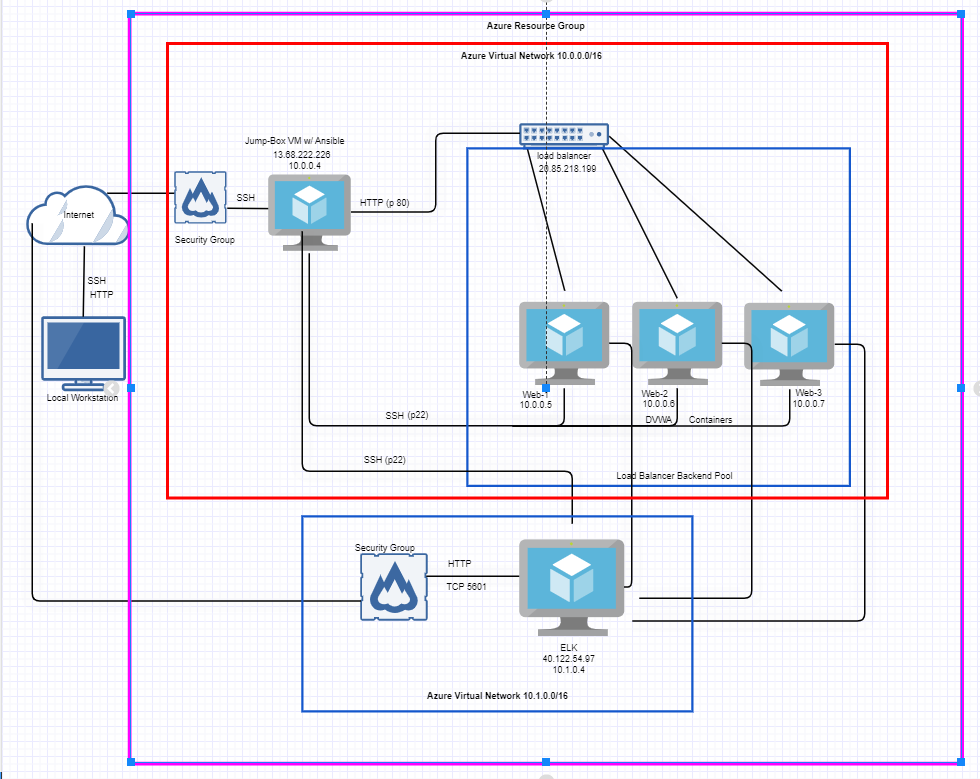 Azure Resource Group
Azure Virtual Network 10.0.0.0/16
Jump-Box VM w/ Ansible
13.68.222.226
10.0.0.4
load balancer
20.85.218.199
SSH
HTTP (p 80)
Internet
Security Group
SSH
HTTP
Local Workstation
Web-1
10.0.0.5
Web-2
10.0.0.6
Web-3
10.0.0.7
SSH (p22)
DVWA Containers
SSH (p22)
Load Balancer Backend Pool
Security Group
HTTP
TCP 5601
ELK
40.122.54.97
10.1.0.4
Azure Virtual Network 10.1.0.0/16